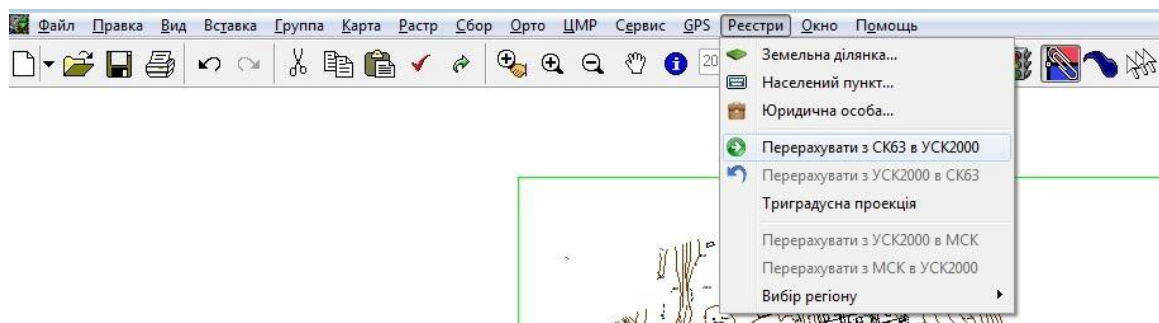 Файл Правка Вид Вставка Группа Карта Растр Сбор Орто ЦМР Сервис GPS Реєстри Окно Помощь
20
Земельна ділянка...
Населений пункт...
Юридична особа...
Перерахувати з СК63 в УСК2000
Перерахувати з УСК2000 в СК63
Триградусна проекція
Перерахувати з УСК2000 в МСК
Перерахувати з МСК в УСК2000
Вибір регіону